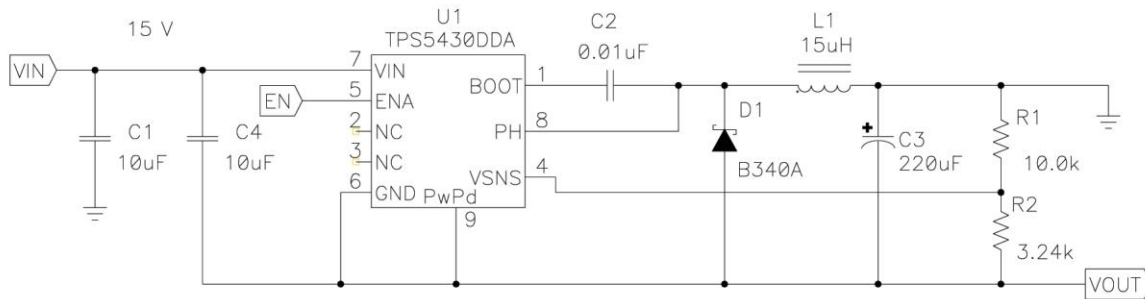 15 V
U1
TPS5430DDA
VIN
EN
7 VIN
5 ENA
2 NC
3 NC
6 GND
PwPd
9
BOOT 1
PH 8
VSNS 4
C1
10uF
C4
10uF
C2
0.01uF
L1
15uH
D1
B340A
C3
220uF
+
R1
10.0k
R2
3.24k
VOUT